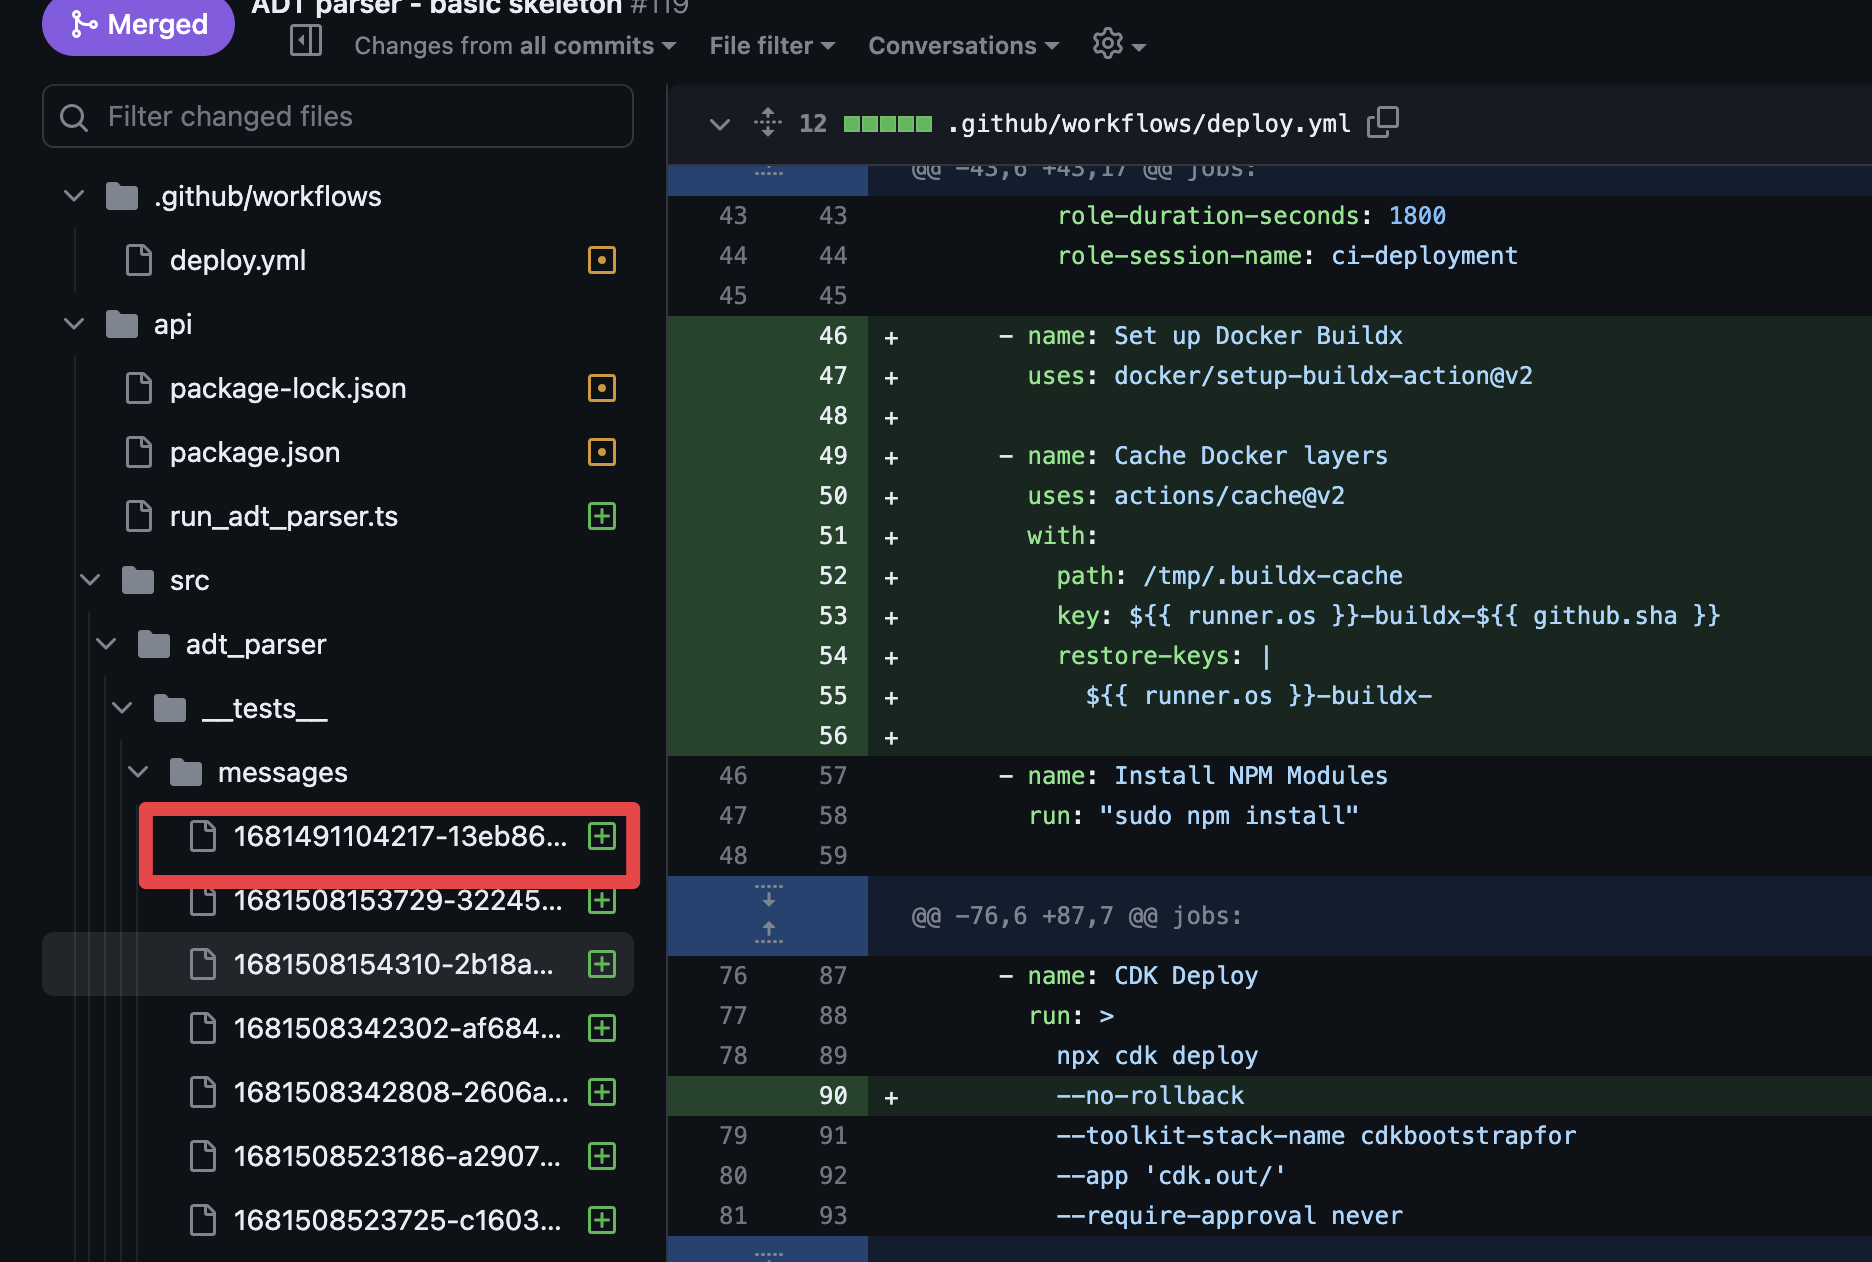 Merged
ADT parser - basic skeleton #119
Changes from all commits
File filter
Conversations
Filter changed files
.github/workflows
deploy.yml
api
package-lock.json
package.json
run_adt_parser.ts
src
adt_parser
__tests__
messages
1681491104217-13eb86...
1681508153729-32245...
1681508154310-2b18a...
1681508342302-af684...
1681508342808-2606a...
1681508523186-a2907...
1681508523725-c1603...
12 .github/workflows/deploy.yml
@@ -43,6 +43,17 @@ jobs:
43 43 role-duration-seconds: 1800
44 44 role-session-name: ci-deployment
45 45
46 + - name: Set up Docker Buildx
47 + uses: docker/setup-buildx-action@v2
48 +
49 + - name: Cache Docker layers
50 + uses: actions/cache@v2
51 + with:
52 + path: /tmp/.buildx-cache
53 + key: ${{ runner.os }}-buildx-${{ github.sha }}
54 + restore-keys: |
55 + ${{ runner.os }}-buildx-
56 +
46 57 - name: Install NPM Modules
47 58 run: "sudo npm install"
48 59
@@ -76,6 +87,7 @@ jobs:
76 87 - name: CDK Deploy
77 88 run: >
78 89 npx cdk deploy
90 + --no-rollback
79 91 --toolkit-stack-name cdkbootstrapfor
80 92 --app 'cdk.out/'
81 93 --require-approval never